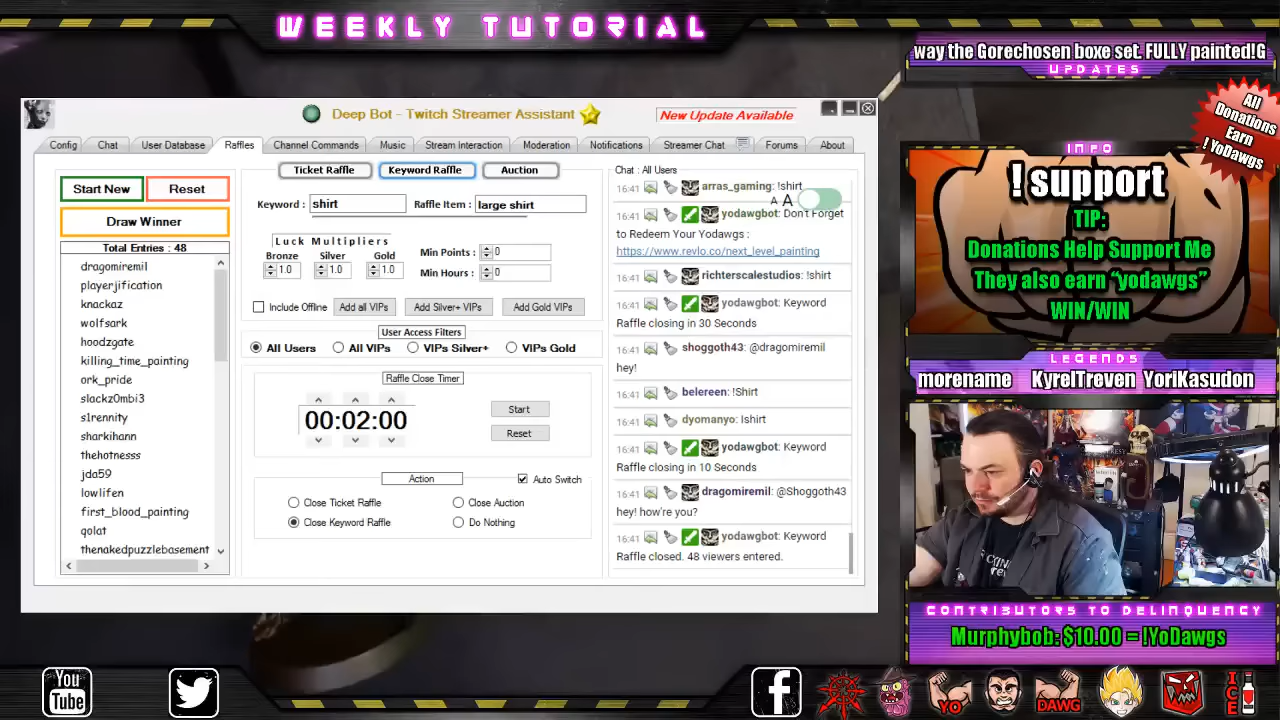 WEEKLY TUTORIAL
way the Gorechosen boxe set. FULLY painted!G
UPDATES
All
Donations
Earn
!YoDawgs
Deep Bot - Twitch Streamer Assistant
New Update Available
Config Chat User Database Raffles Channel Commands Music Stream Interaction Moderation Notifications Streamer Chat Forums About
Start New Reset
Draw Winner
Total Entries : 48
dragomiremil
playerjification
knackaz
wolfsark
hoodzgate
killing_time_painting
ork_pride
slackz0mbi3
s1rennity
sharkihann
thehotnesss
jda59
lowlifen
first_blood_painting
qolat
thenakedpuzzlebasement
Ticket Raffle Keyword Raffle Auction
Keyword : shirt Raffle Item : large shirt
Luck Multipliers
Bronze Silver Gold
1.0 1.0 1.0
Min Points : 0
Min Hours : 0
Include Offline Add all VIPs Add Silver+ VIPs Add Gold VIPs
User Access Filters
All Users All VIPs VIPs Silver+ VIPs Gold
Raffle Close Timer
00:02:00
Start
Reset
Action
Auto Switch
Close Ticket Raffle Close Auction
Close Keyword Raffle Do Nothing
Chat : All Users
16:41 arras_gaming: !shirt
A A
16:41 yodawgbot: Don't Forget
to Redeem Your Yodawgs :
https://www.revlo.co/next_level_painting
16:41 richterscalestudios: !shirt
16:41 yodawgbot: Keyword
Raffle closing in 30 Seconds
16:41 shoggoth43: @dragomiremil
hey!
16:41 belereen: !Shirt
16:41 dyomanyo: !shirt
16:41 yodawgbot: Keyword
Raffle closing in 10 Seconds
16:41 dragomiremil: @Shoggoth43
hey! how're you?
16:41 yodawgbot: Keyword
Raffle closed. 48 viewers entered.
INFO
!support
TIP:
Donations Help Support Me
They also earn "yodawgs"
WIN/WIN
LEGENDS
morename KyrelTreven YorIKasudon
CONTRIBUTORS TO DELINQUENCY
Murphybob: $10.00 = !YoDawgs
You
Tube
f
YO
DAWG
ICE